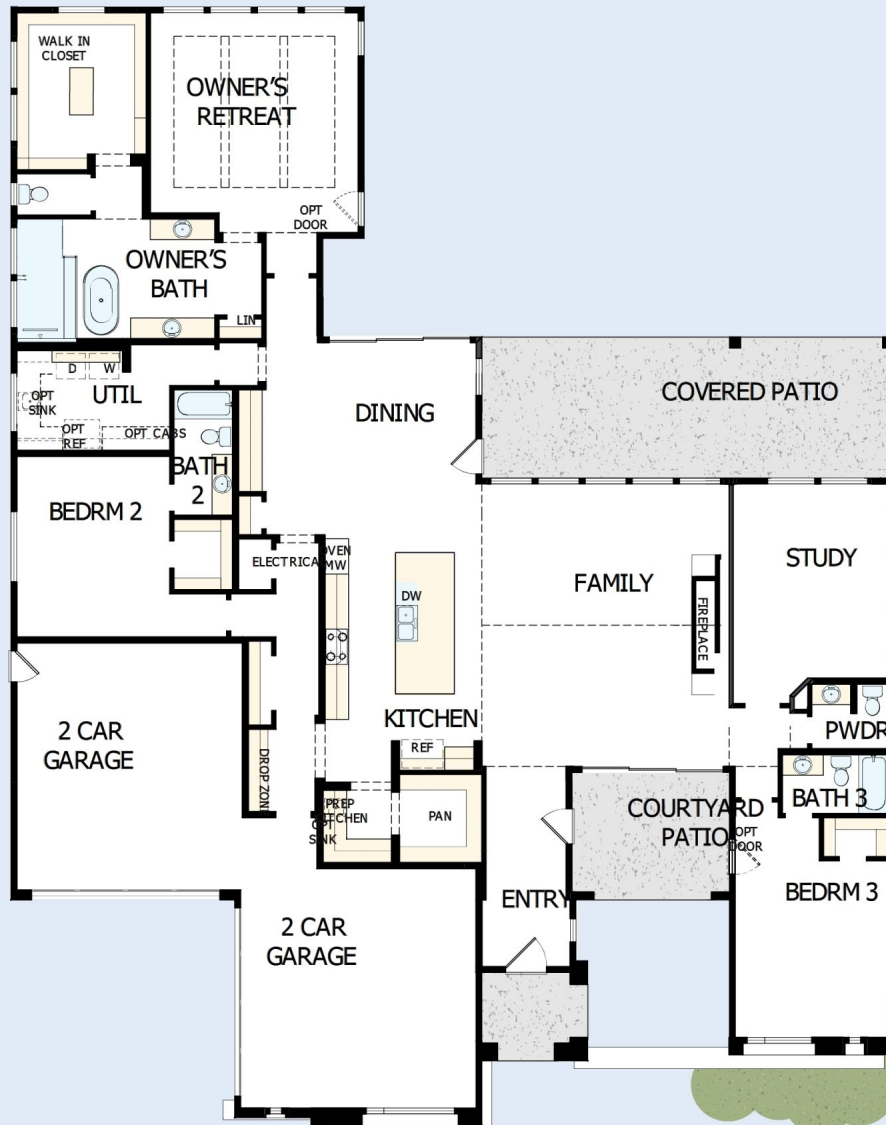 WALK IN
CLOSET
OWNER'S
RETREAT
OPT
DOOR
OWNER'S
BATH
LIN
D
W
OPT
SINK
UTIL
OPT
REF
OPT CABS
BATH
2
DINING
COVERED PATIO
BEDRM 2
ELECTRICA
OVEN
MW
DW
FAMILY
FIREPLACE
STUDY
KITCHEN
REF
PWDR
2 CAR
GARAGE
DROP ZONE
PREP
KITCHEN
OPT
SINK
PAN
COURTYARD
PATIO
OPT
DOOR
BATH 3
BEDRM 3
ENTRY
2 CAR
GARAGE